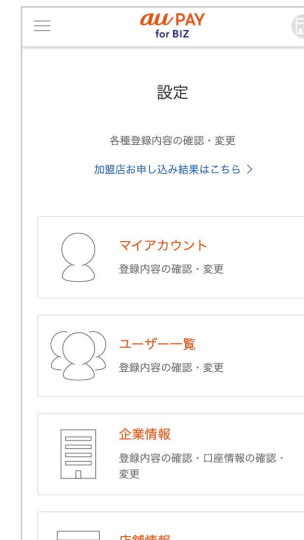 au PAY
for BIZ
設定
各種登録内容の確認・変更
加盟店お申し込み結果はこちら >
マイアカウント
登録内容の確認・変更
ユーザー一覧
登録内容の確認・変更
企業情報
登録内容の確認・口座情報の確認・
変更
店舗情報